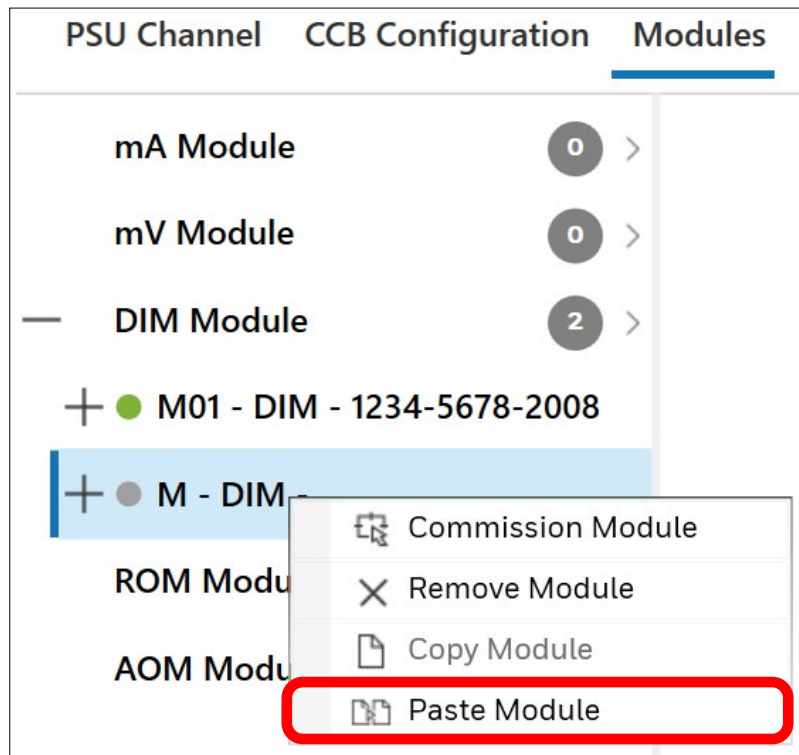 PSU Channel CCB Configuration Modules
mA Module 0
mV Module 0
DIM Module 2
M01 - DIM - 1234-5678-2008
M - DIM -
Commission Module
Remove Module
ROM Modu
Copy Module
AOM Modu
Paste Module